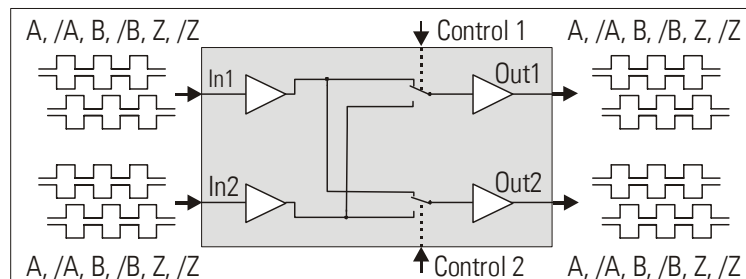 A, /A, B, /B, Z, /Z
Control 1
A, /A, B, /B, Z, /Z
In1
Out1
In2
Out2
A, /A, B, /B, Z, /Z
Control 2
A, /A, B, /B, Z, /Z